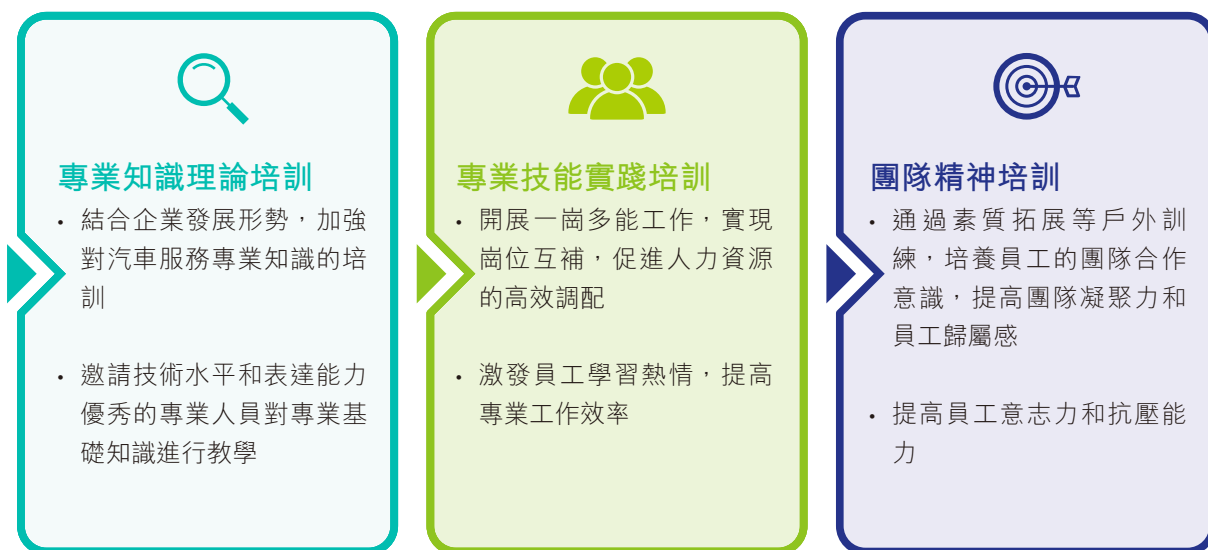 專業知識理論培訓
• 結合企業發展形勢，加強
對汽車服務專業知識的培
訓
• 邀請技術水平和表達能力
優秀的專業人員對專業基
礎知識進行教學
專業技能實踐培訓
• 開展一崗多能工作，實現
崗位互補，促進人力資源
的高效調配
• 激發員工學習熱情，提高
專業工作效率
團隊精神培訓
• 通過素質拓展等戶外訓
練，培養員工的團隊合作
意識，提高團隊凝聚力和
員工歸屬感
• 提高員工意志力和抗壓能
力